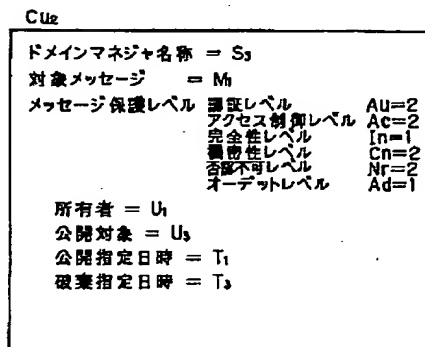 Cu₂
ドメインマネジャ名称 = S₃
対象メッセージ = M₁
メッセージ保護レベル 認証レベル Au=2
アクセス制御レベル Ac=2
完全性レベル In=1
機密性レベル Cn=2
否認不可レベル Nr=2
オーデットレベル Ad=1
所有者 = U₁
公開対象 = U₃
公開指定日時 = T₁
破棄指定日時 = T₃